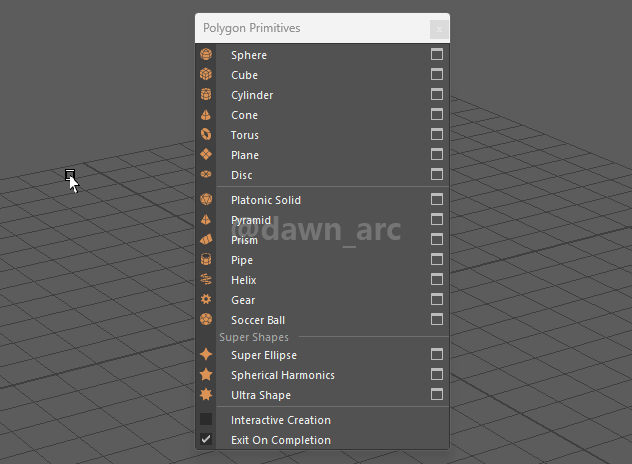 Polygon Primitives
x
Sphere
Cube
Cylinder
Cone
Torus
Plane
Disc
Platonic Solid
Pyramid
@dawn_arc
Prism
Pipe
Helix
Gear
Soccer Ball
Super Shapes
Super Ellipse
Spherical Harmonics
Ultra Shape
Interactive Creation
Exit On Completion